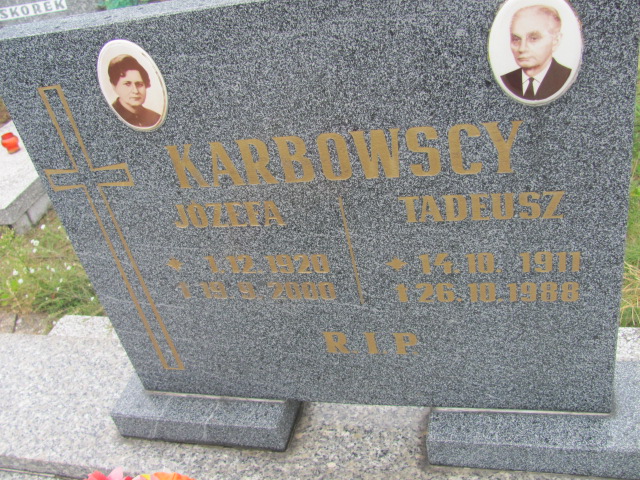 SKOREK
KARBOWSCY
JÓZEFA TADEUSZ
* 1.12.1920 * 14.10.1911
† 19.9.2000 † 26.10.1988
R.I.P